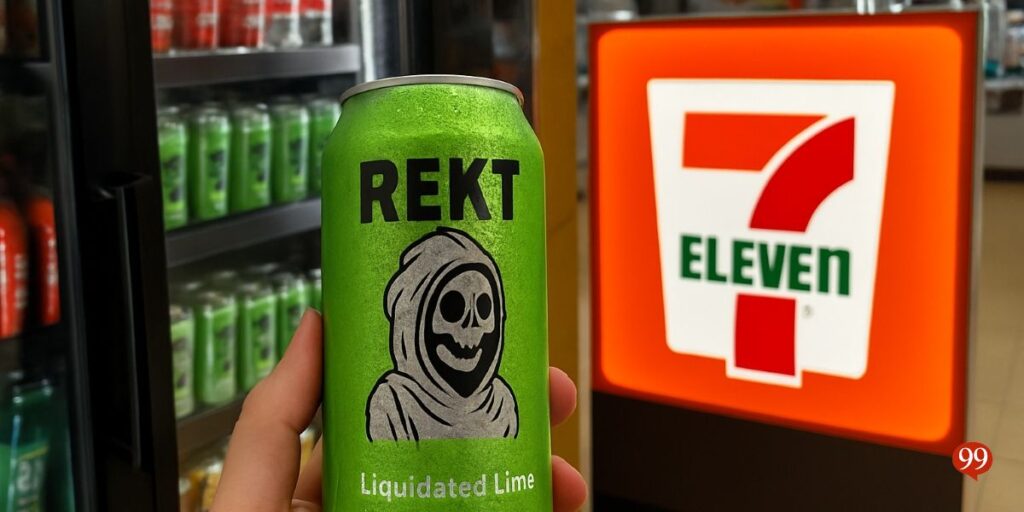 REKT
Liquidated Lime
7
ELEVEn
®
99